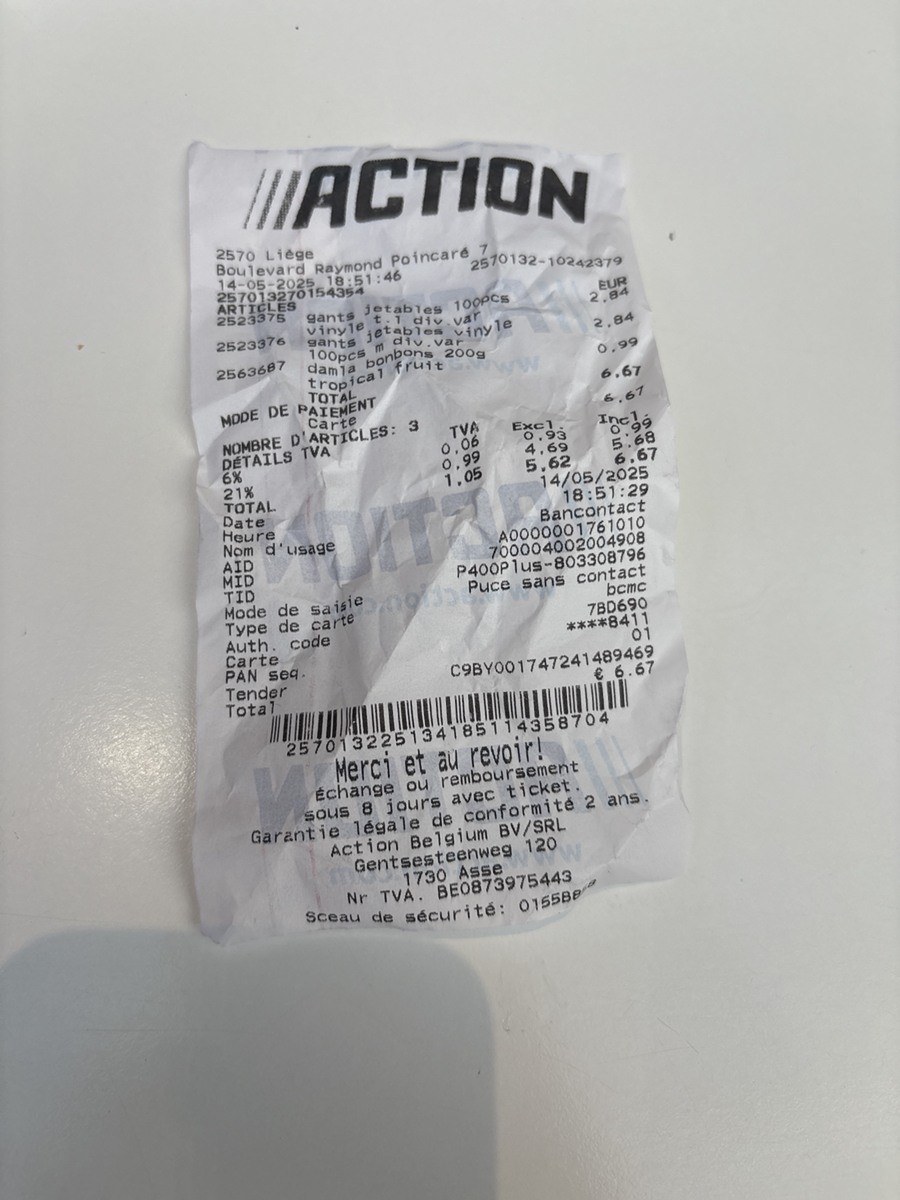 ACTION
2570 Liège
Boulevard Raymond Poincaré 7
14-05-2025 18:51:46 2570132-10242379
257013270154354
ARTICLES EUR
2523375 gants jetables 100pcs 2,84
vinyle t.l div.var
2523376 gants jetables vinyle 2,84
100pcs m div.var
2563687 damla bonbons 200g 0,99
tropical fruit
TOTAL 6,67
MODE DE PAIEMENT
Carte 6,67
NOMBRE D'ARTICLES: 3
DÉTAILS TVA TVA Excl. Incl.
6% 0.06 0.93 0.99
21% 0.99 4.69 5.68
TOTAL 1.05 5.62 6.67
Date 14/05/2025
Heure 18:51:29
Nom d'usage Bancontact
AID A0000001761010
MID 700004002004908
TID P400Plus-803308796
Mode de saisie Puce sans contact
Type de carte bcmc
Auth. code 7BD690
Carte ****8411
PAN seq. 01
Tender C9BY001747241489469
Total € 6.67
257013225134185114358704
Merci et au revoir!
Échange ou remboursement
sous 8 jours avec ticket.
Garantie légale de conformité 2 ans.
Action Belgium BV/SRL
Gentsesteenweg 120
1730 Asse
Nr TVA. BE0873975443
Sceau de sécurité: